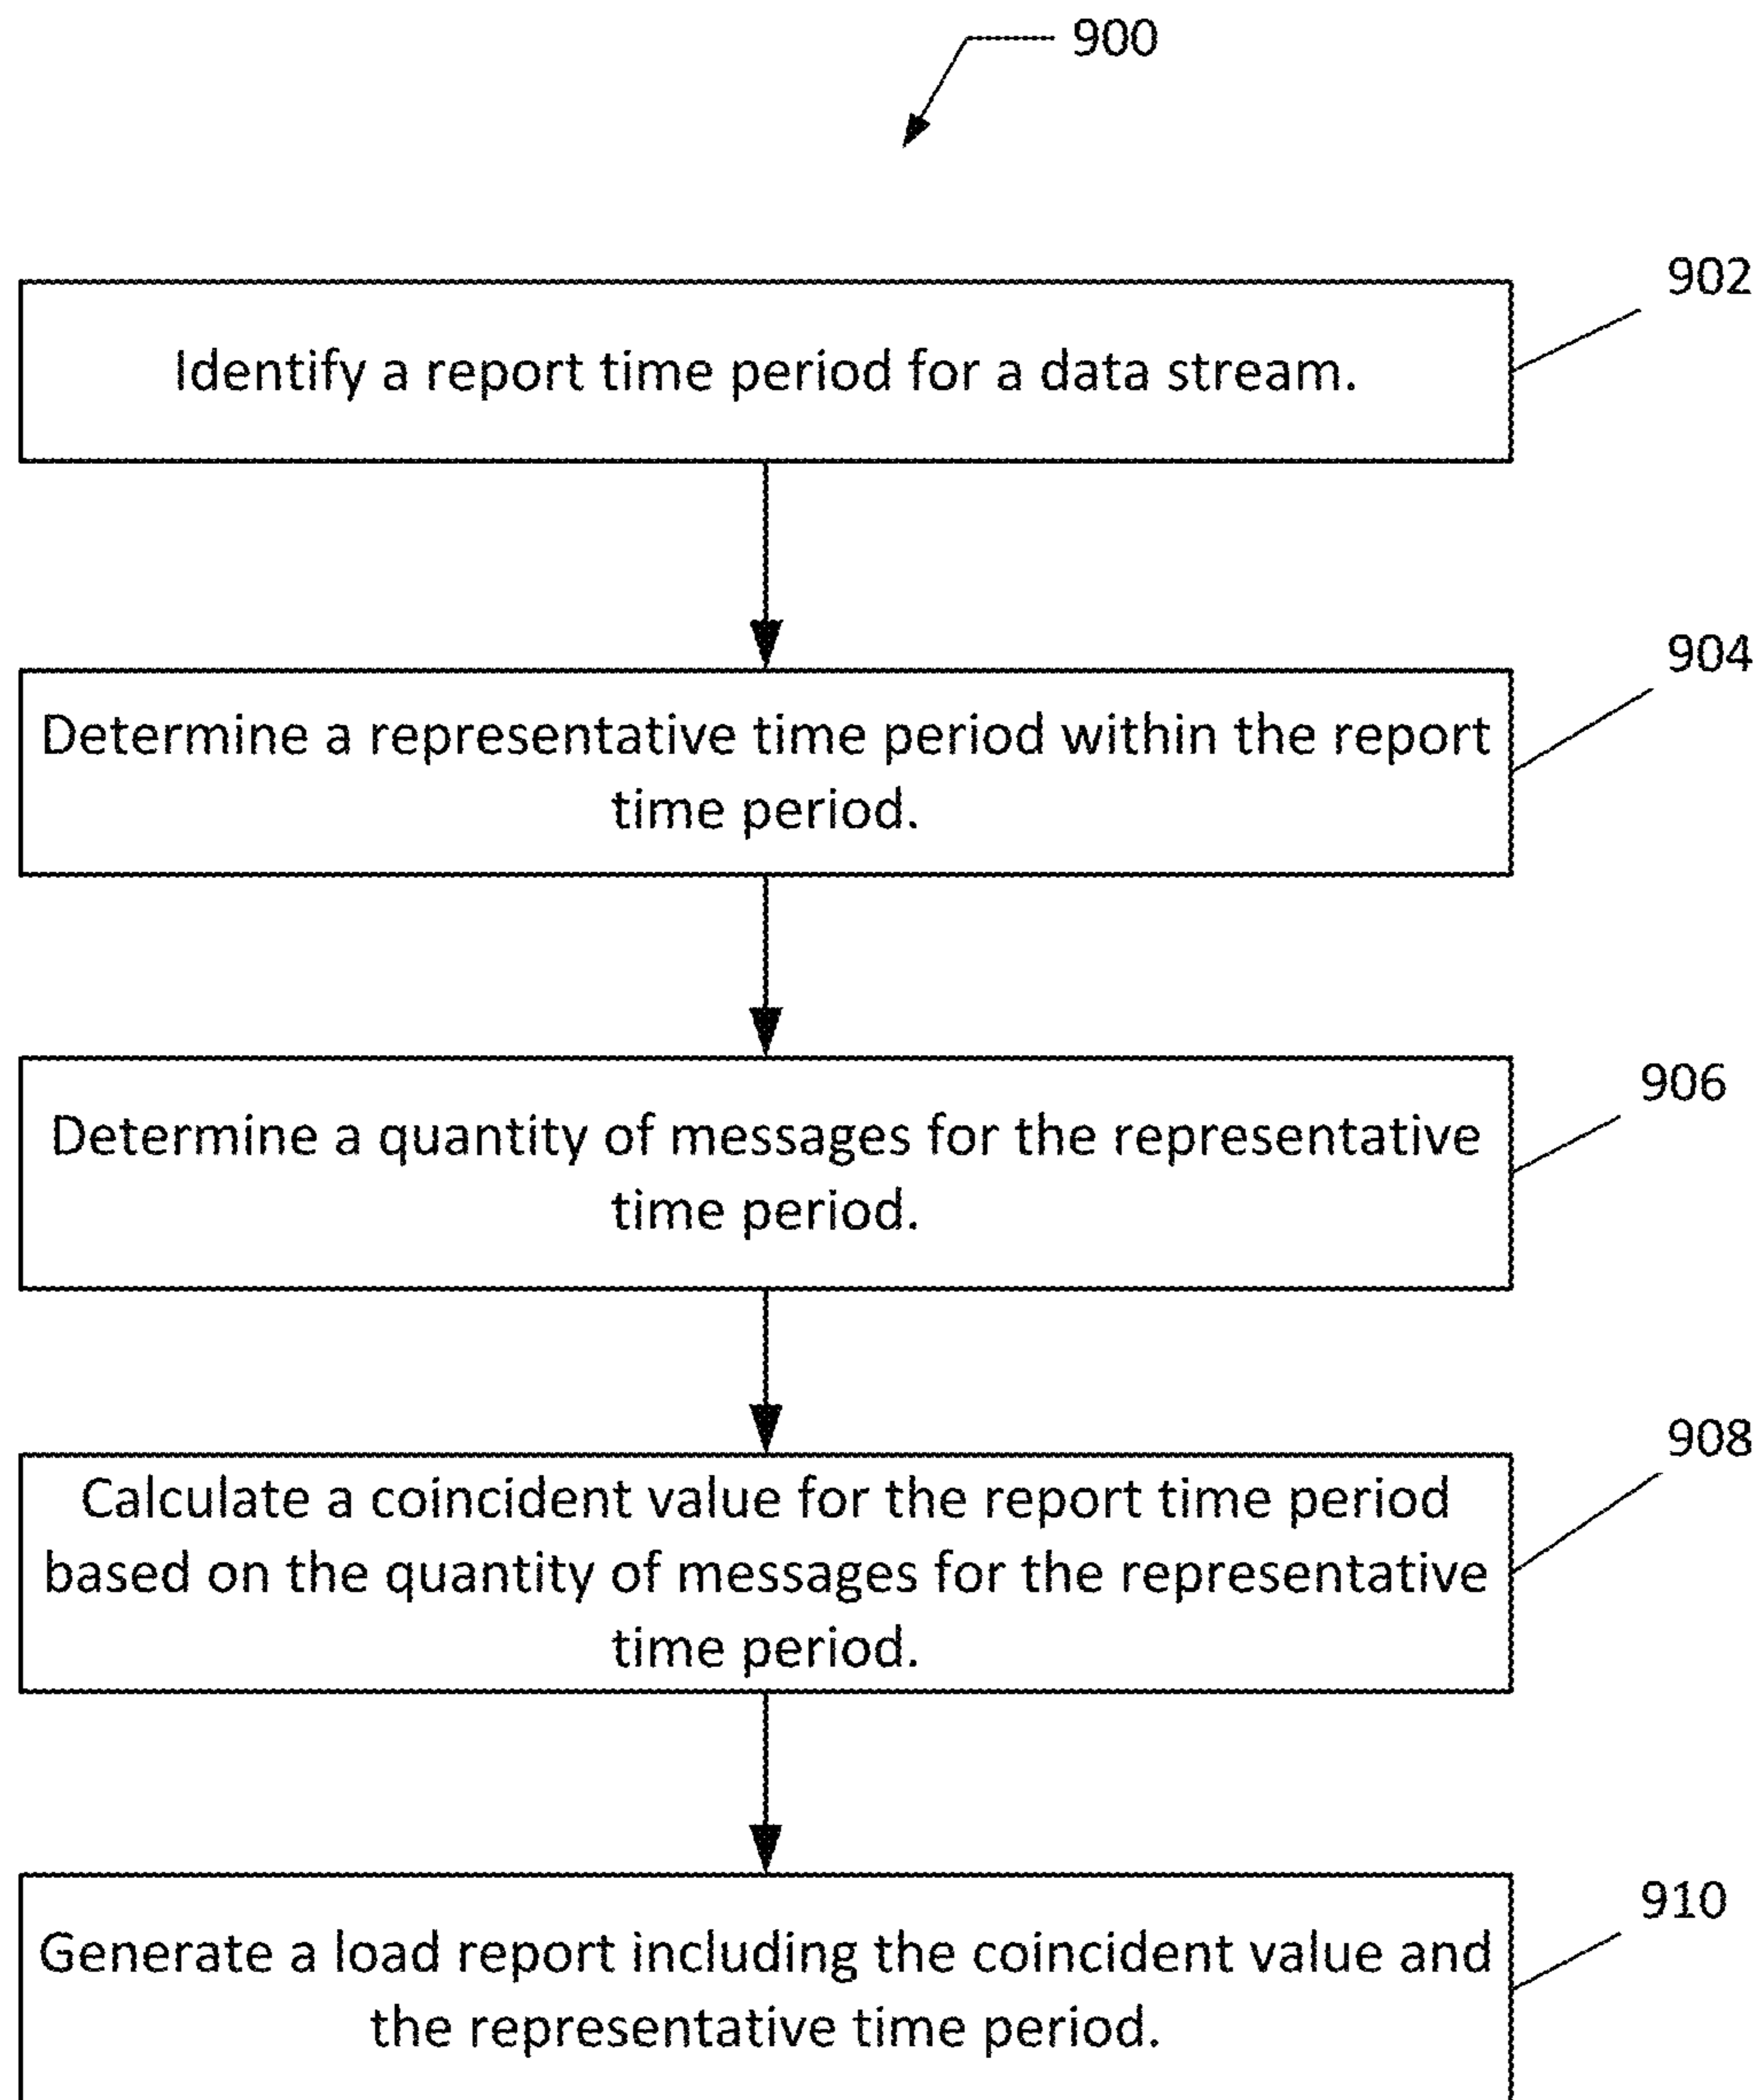 900
902
Identify a report time period for a data stream.
904
Determine a representative time period within the report
time period.
906
Determine a quantity of messages for the representative
time period.
908
Calculate a coincident value for the report time period
based on the quantity of messages for the representative
time period.
910
Generate a load report including the coincident value and
the representative time period.